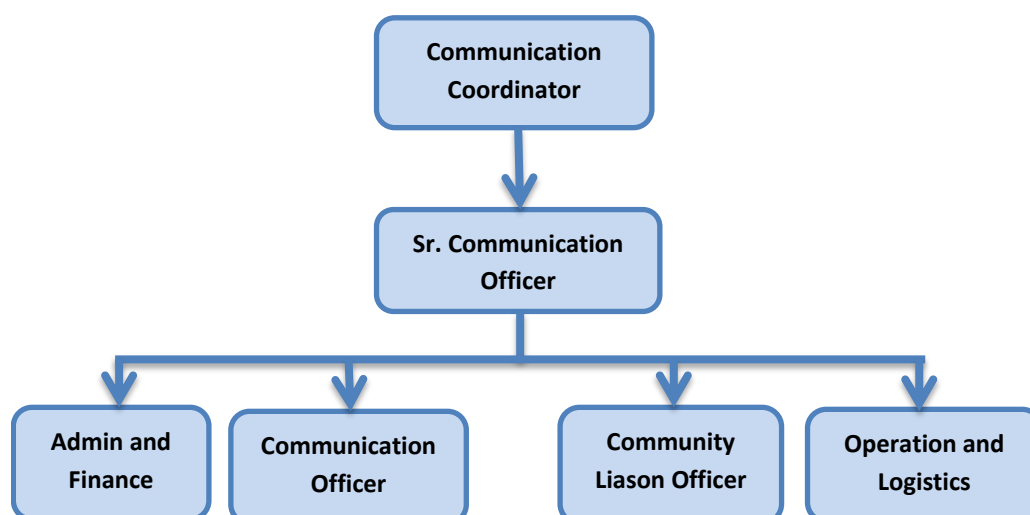 Communication
Coordinator
Sr. Communication
Officer
Admin and
Finance
Communication
Officer
Community
Liason Officer
Operation and
Logistics